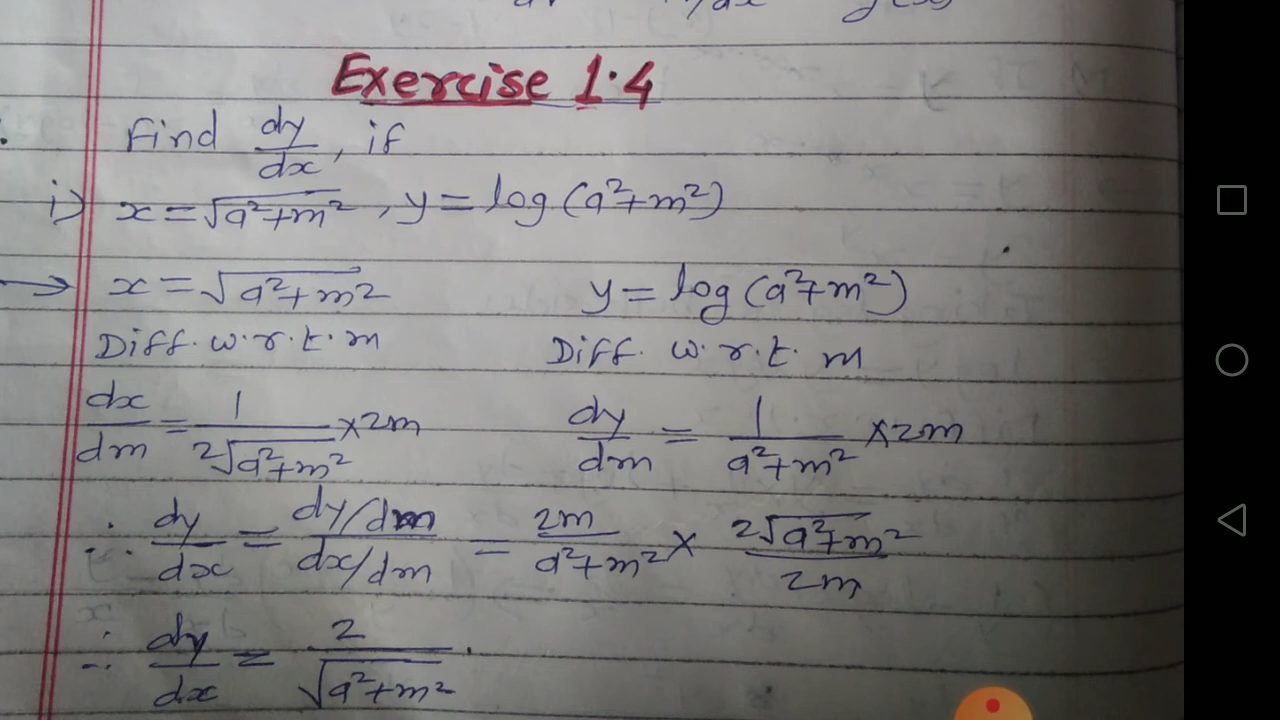 Exercise 1.4
Find dy/dx, if
i) x = √a²+m², y = log (a²+m²)
→ x = √a²+m² y = log (a²+m²)
Diff. w.r.t. m Diff. w.r.t. m
dx/dm = 1/2√a²+m² × 2m dy/dm = 1/a²+m² × 2m
∴ dy/dx = dy/dm / dx/dm = 2m/a²+m² × 2√a²+m²/2m
∴ dy/dx = 2/√a²+m².